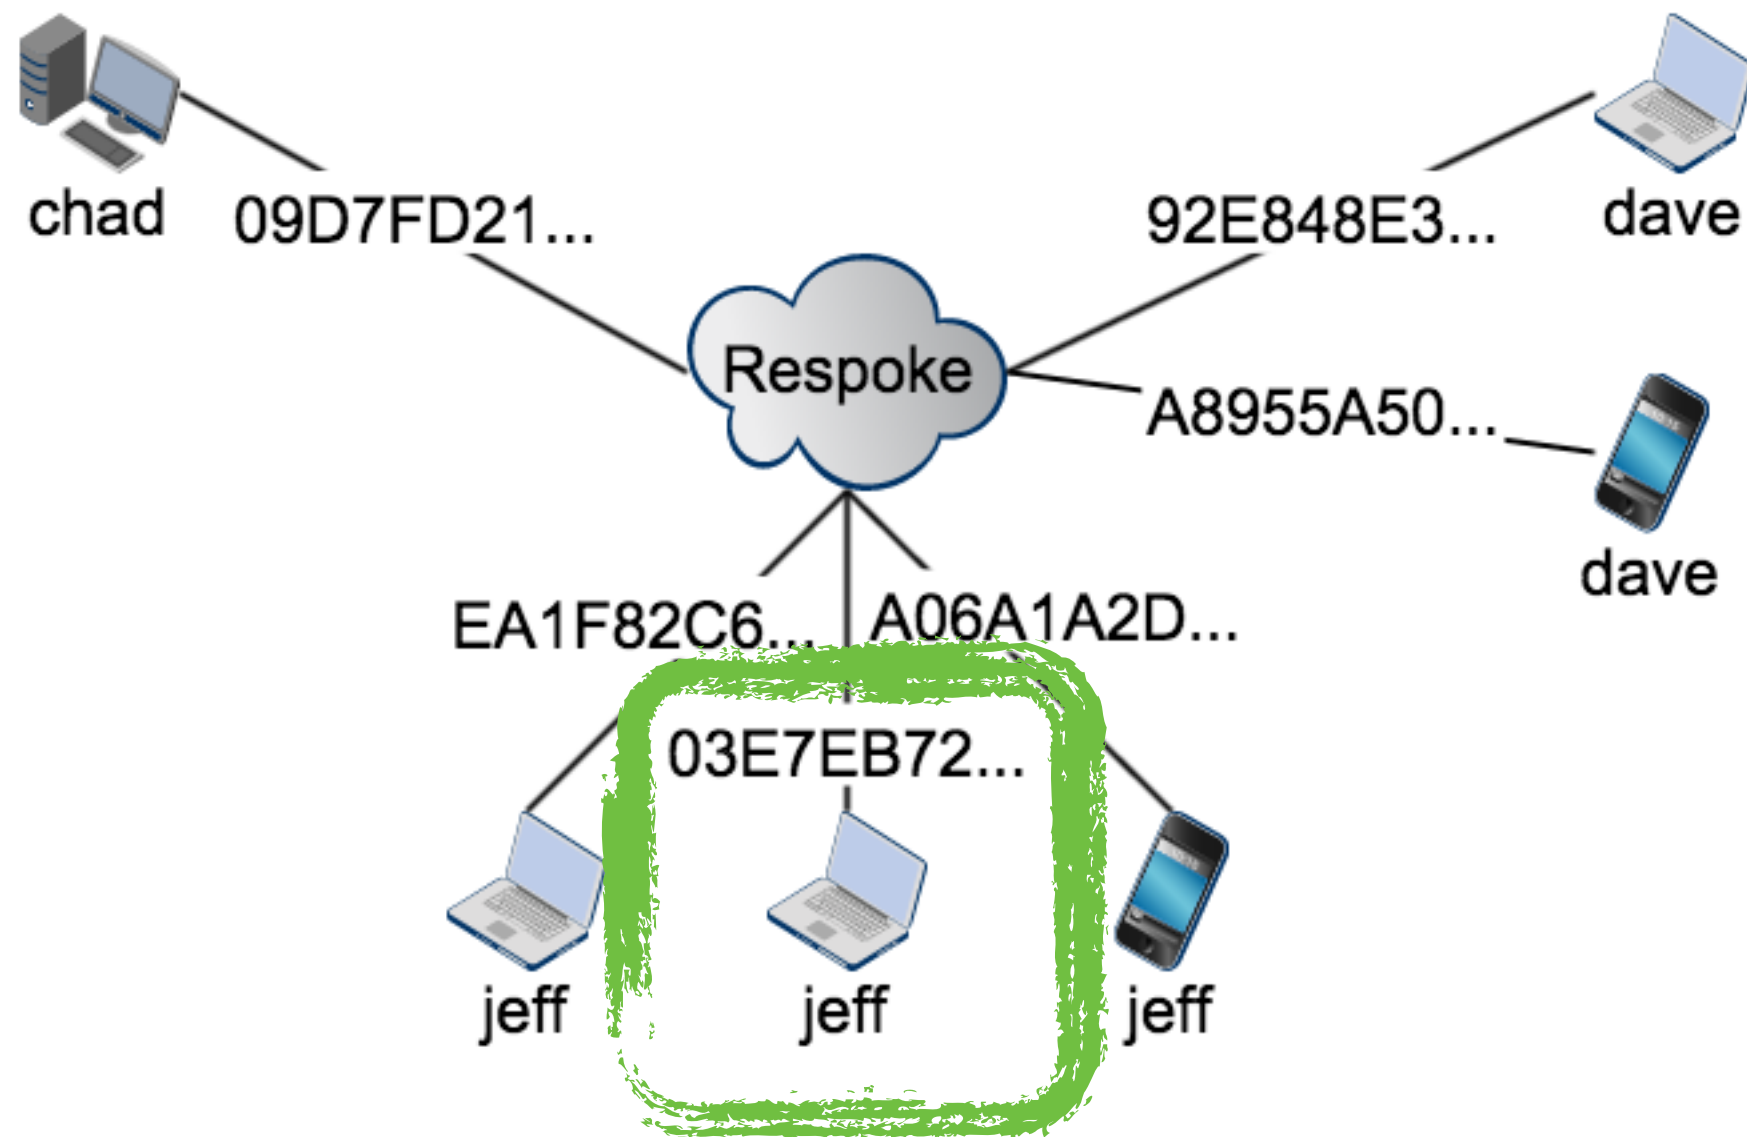 chad
09D7FD21...
92E848E3...
dave
Respoke
A8955A50...
dave
EA1F82C6...
A06A1A2D...
03E7EB72...
jeff
jeff
jeff